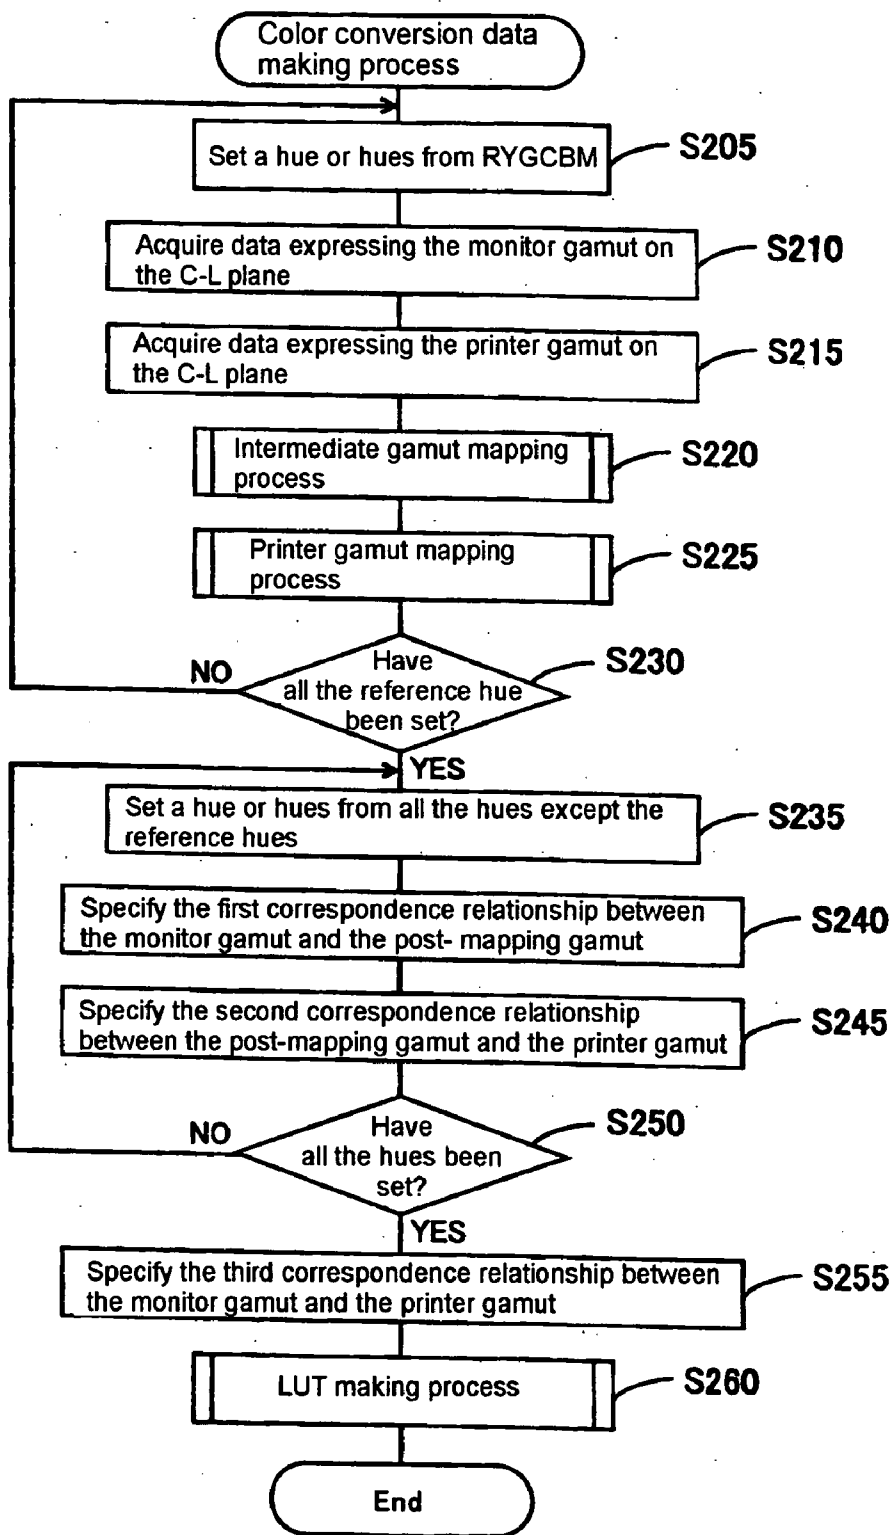 Color conversion data
making process
Set a hue or hues from RYGCBM
S205
Acquire data expressing the monitor gamut on
the C-L plane
S210
Acquire data expressing the printer gamut on
the C-L plane
S215
Intermediate gamut mapping
process
S220
Printer gamut mapping
process
S225
Have
all the reference hue
been set?
S230
NO
YES
Set a hue or hues from all the hues except the
reference hues
S235
Specify the first correspondence relationship between
the monitor gamut and the post- mapping gamut
S240
Specify the second correspondence relationship
between the post-mapping gamut and the printer gamut
S245
Have
all the hues been
set?
S250
NO
YES
Specify the third correspondence relationship between
the monitor gamut and the printer gamut
S255
LUT making process
S260
End